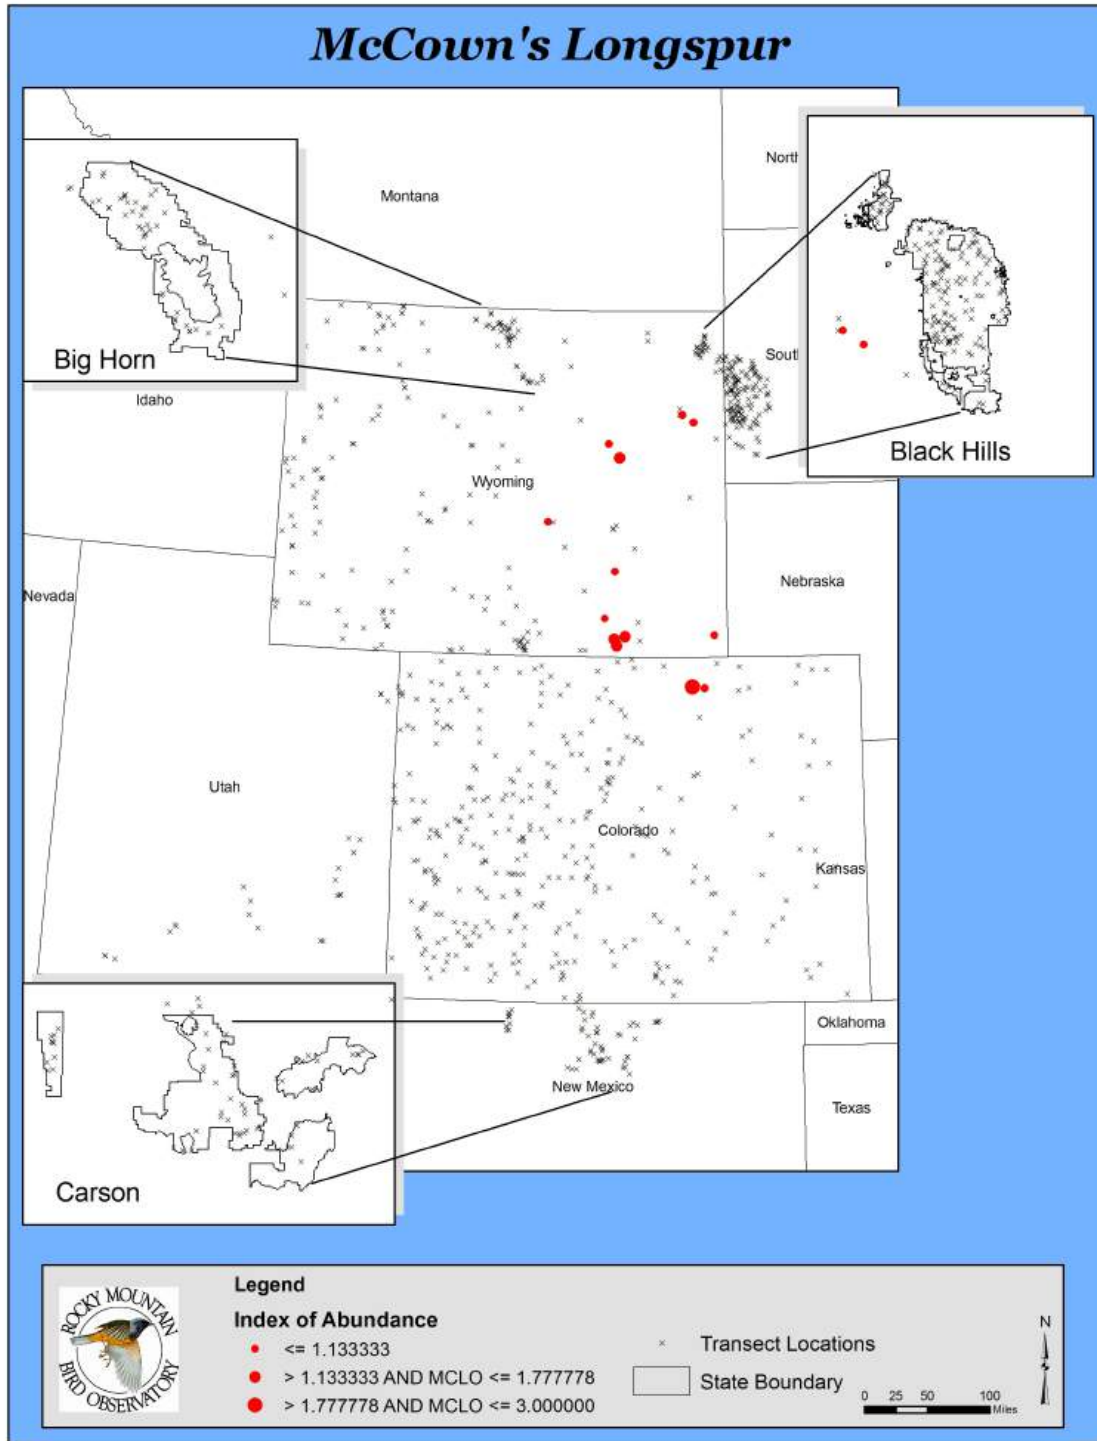 McCown's Longspur
Montana
North
Big Horn
Idaho
Wyoming
South
Black Hills
Nevada
Nebraska
Utah
Colorado
Kansas
Oklahoma
New Mexico
Texas
Carson
Legend
Index of Abundance
<= 1.133333
> 1.133333 AND MCLO <= 1.777778
> 1.777778 AND MCLO <= 3.000000
Transect Locations
State Boundary
ROCKY MOUNTAIN
BIRD OBSERVATORY
N
0 25 50 100
Miles